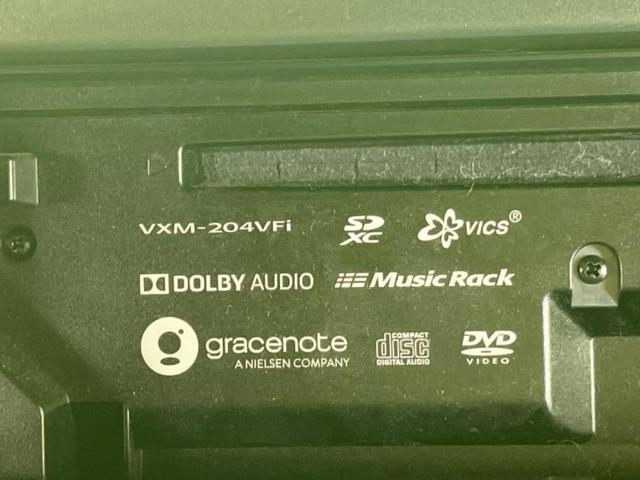 VXM-204VFi SD XC VICS®
DOLBY AUDIO Music Rack
gracenote COMPACT disc DIGITAL AUDIO DVD VIDEO
A NIELSEN COMPANY